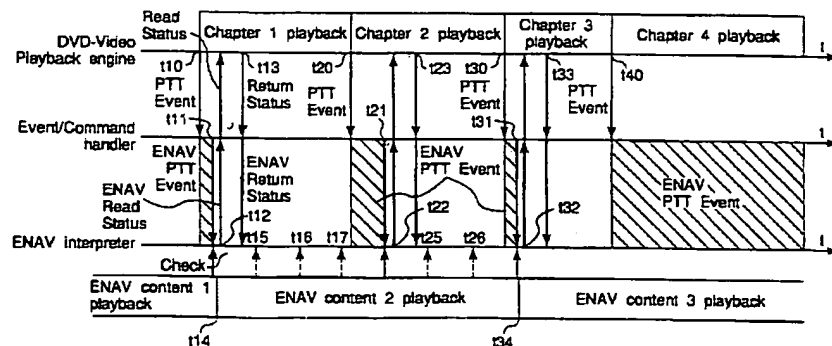 Read
Status
Chapter 1 playback
Chapter 2 playback
Chapter 3
playback
Chapter 4 playback
DVD-Video
Playback engine
t
t10
PTT
Event
t11
t13
Return
Status
t20
PTT
Event
t21
t23
t30
PTT
Event
t31
t33
t40
Event/Command
handler
t
ENAV
PTT
Event
ENAV
Return
Status
ENAV
PTT Event
ENAV
PTT Event
ENAV
Read
Status
t12
t22
t32
ENAV interpreter
t
t15
t16
t17
t25
t26
Check
ENAV content 1
playback
ENAV content 2 playback
ENAV content 3 playback
t14
t34